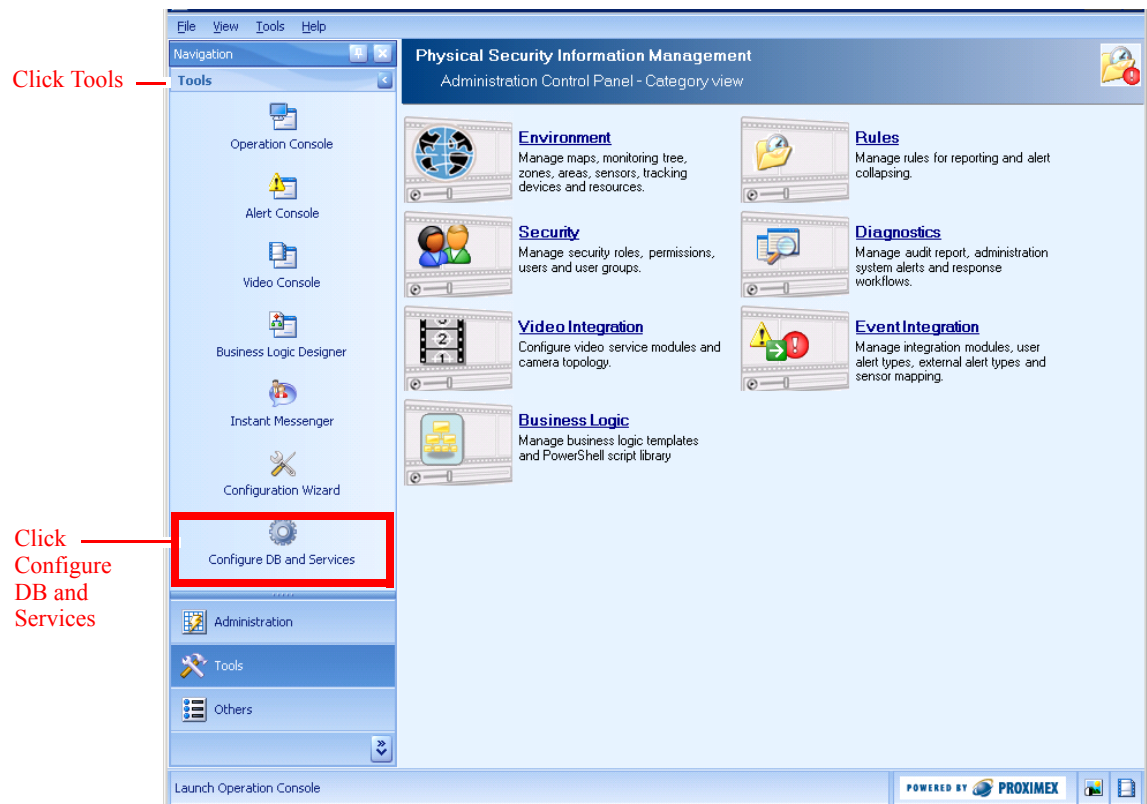 File View Tools Help
Navigation
Click Tools
Tools
Operation Console
Alert Console
Video Console
Business Logic Designer
Instant Messenger
Configuration Wizard
Click
Configure
DB and
Services
Configure DB and Services
Administration
Tools
Others
Physical Security Information Management
Administration Control Panel - Category view
Environment
Manage maps, monitoring tree,
zones, areas, sensors, tracking
devices and resources.
Rules
Manage rules for reporting and alert
collapsing.
Security
Manage security roles, permissions,
users and user groups.
Diagnostics
Manage audit report, administration
system alerts and response
workflows.
2
1
Video Integration
Configure video service modules and
camera topology.
Event Integration
Manage integration modules, user
alert types, external alert types and
sensor mapping.
Business Logic
Manage business logic templates
and PowerShell script library
Launch Operation Console
POWERED BY PROXIMEX